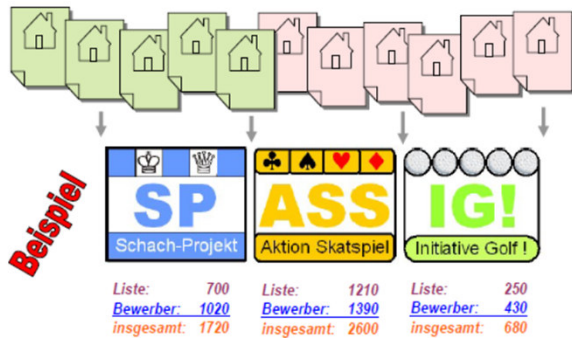 Beispiel
SP
Schach-Projekt
Liste: 700
Bewerber: 1020
insgesamt: 1720
ASS
Aktion Skatspiel
Liste: 1210
Bewerber: 1390
insgesamt: 2600
IG!
Initiative Golf !
Liste: 250
Bewerber: 430
insgesamt: 680